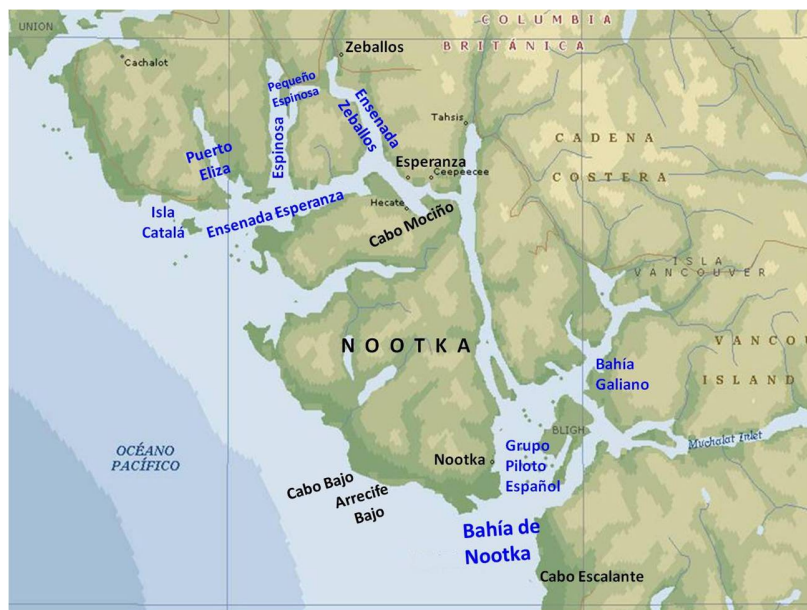 UNION
COLUMBIA
BRITÁNICA
Zeballos
Cachalot
Pequeño
Espinosa
Ensenada
Zeballos
Tahsis
Espinosa
Puerto
Eliza
CADENA
COSTERA
Esperanza
Ceepeecee
Isla
Catalá
Ensenada Esperanza
Hecate
Cabo Mociño
ISLA
VANCOUVER
NOOTKA
VANCOU
ISLAND
Bahía
Galiano
BLIGH
Muchalat Inlet
OCÉANO
PACÍFICO
Nootka
Grupo
Piloto
Español
Cabo Bajo
Arrecife
Bajo
Bahía de
Nootka
Cabo Escalante